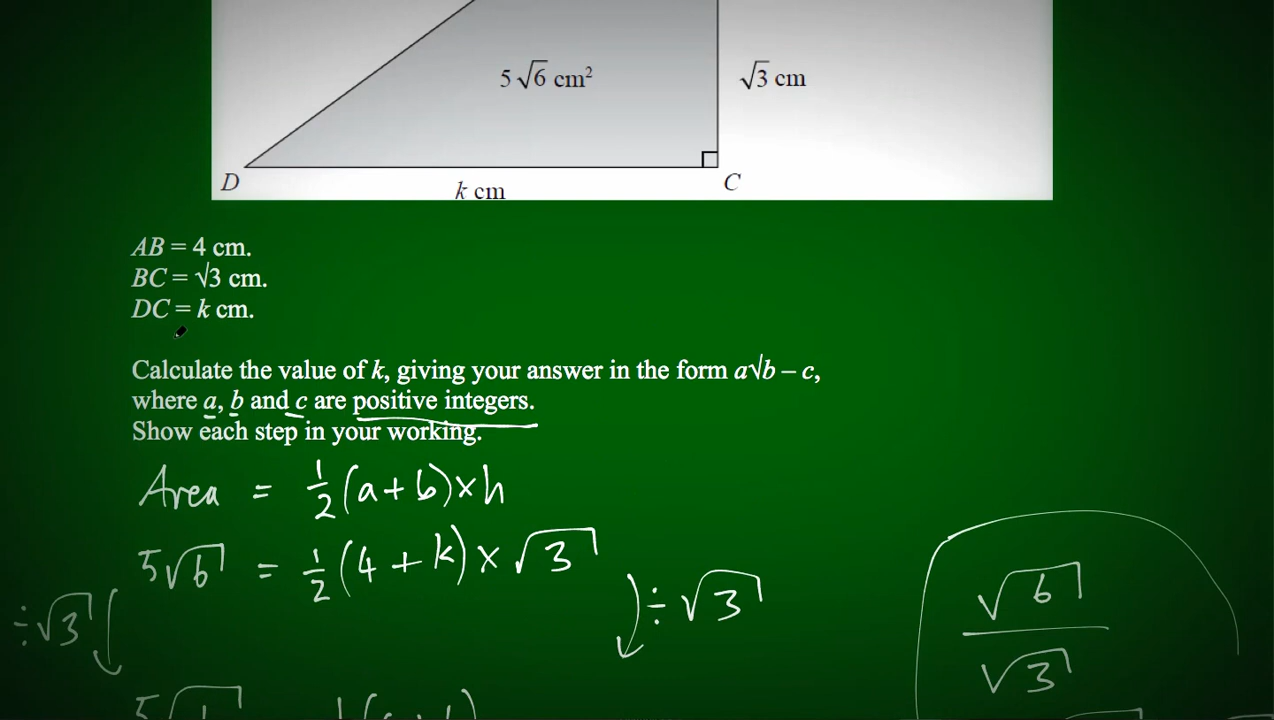 5√6 cm²
√3 cm
D
C
k cm
AB = 4 cm.
BC = √3 cm.
DC = k cm.
Calculate the value of k, giving your answer in the form a√b – c,
where a, b and c are positive integers.
Show each step in your working.
Area = 1/2 (a + b) × h
5√6 = 1/2 (4 + k) × √3
÷√3
÷ √3
√6
√3